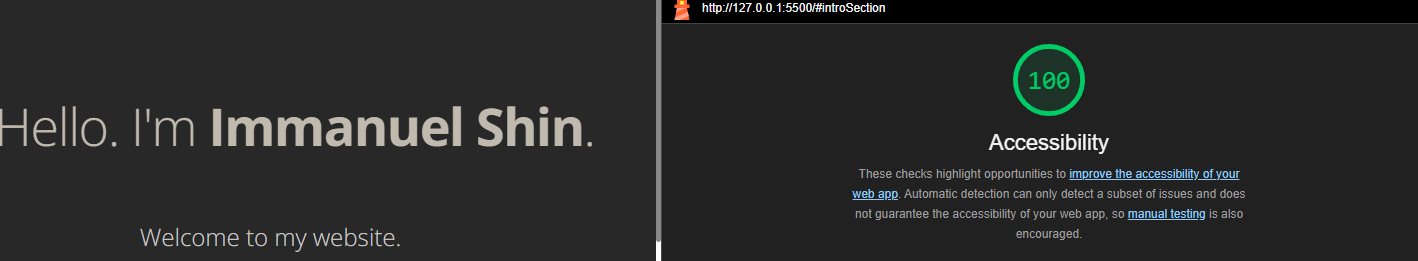 Hello. I'm Immanuel Shin.
Welcome to my website.
http://127.0.0.1:5500/#introSection
100
Accessibility
These checks highlight opportunities to improve the accessibility of your
web app. Automatic detection can only detect a subset of issues and does
not guarantee the accessibility of your web app, so manual testing is also
encouraged.